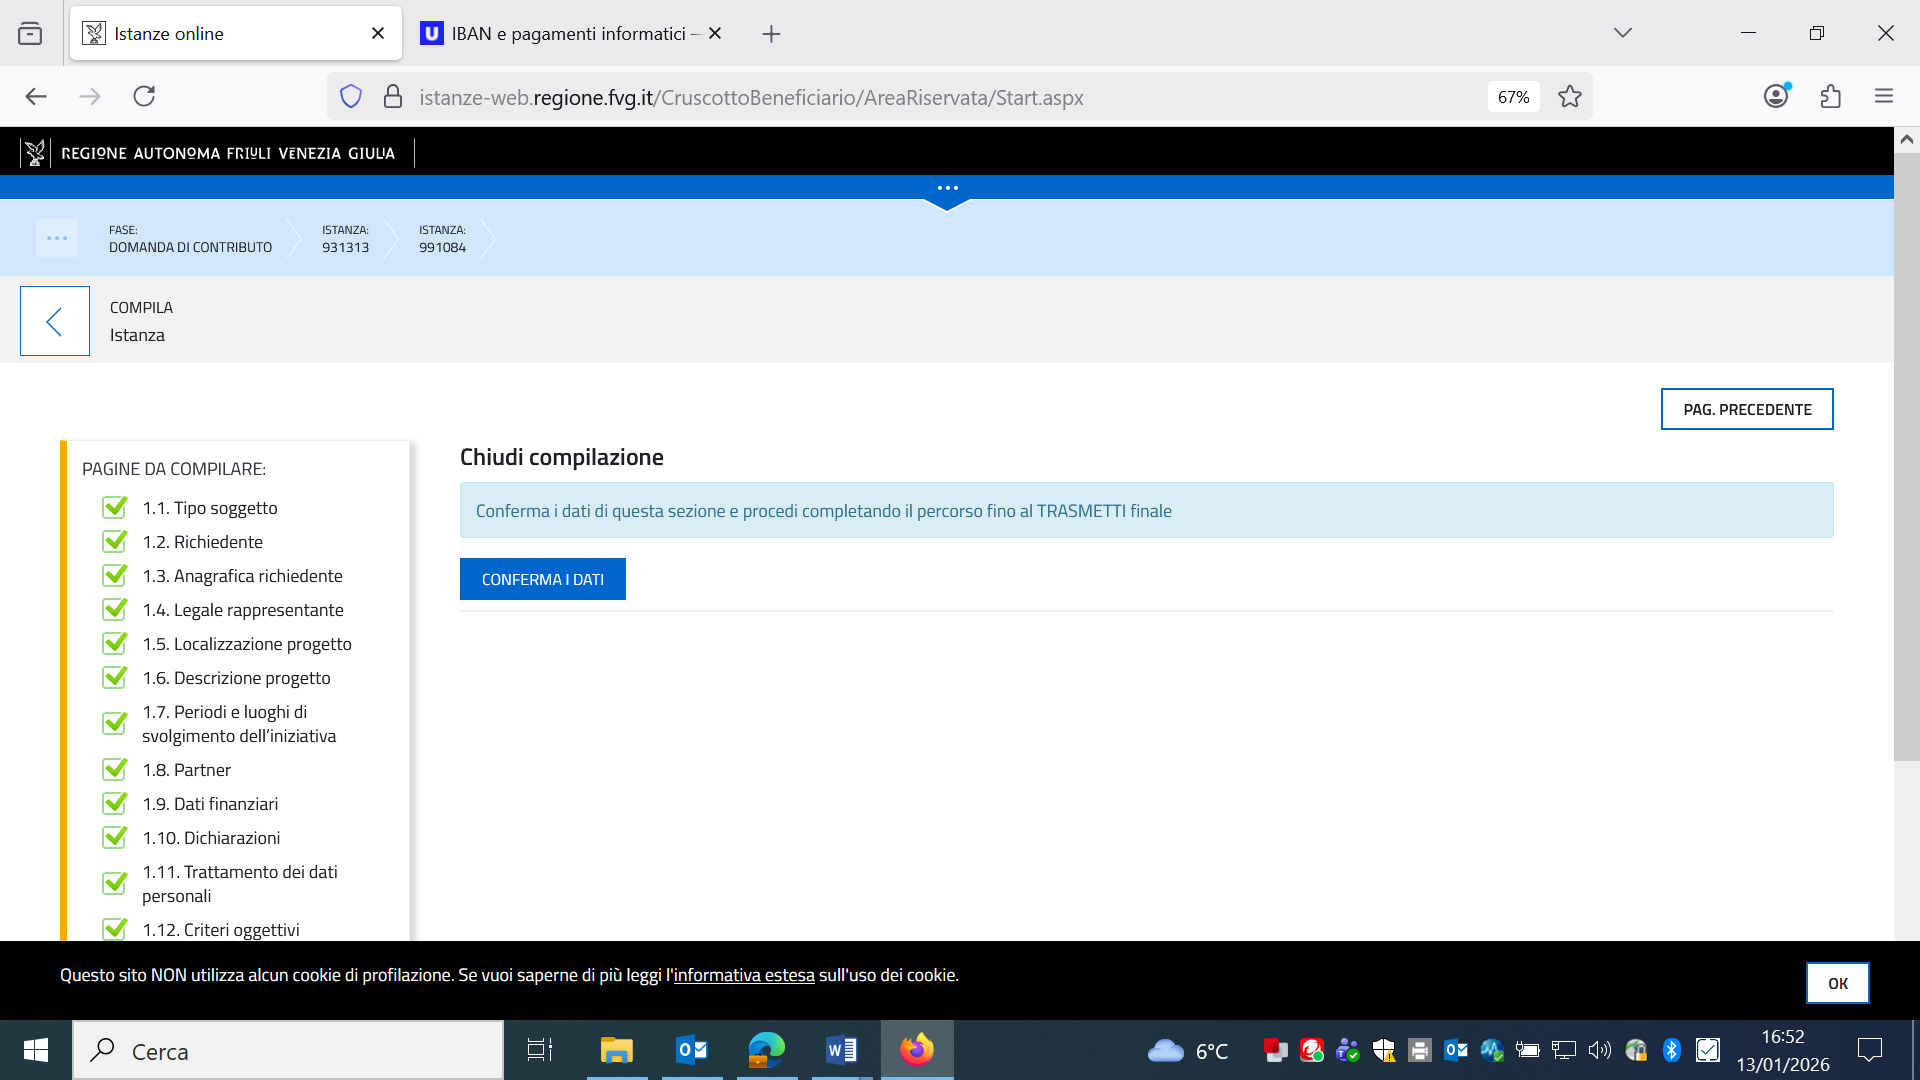 Istanze online
IBAN e pagamenti informatici –
istanze-web.regione.fvg.it/CruscottoBeneficiario/AreaRiservata/Start.aspx
67%
REGIONE AUTONOMA FRIULI VENEZIA GIULIA
FASE:
DOMANDA DI CONTRIBUTO
ISTANZA:
931313
ISTANZA:
991084
COMPILA
Istanza
PAG. PRECEDENTE
PAGINE DA COMPILARE:
1.1. Tipo soggetto
1.2. Richiedente
1.3. Anagrafica richiedente
1.4. Legale rappresentante
1.5. Localizzazione progetto
1.6. Descrizione progetto
1.7. Periodi e luoghi di
svolgimento dell’iniziativa
1.8. Partner
1.9. Dati finanziari
1.10. Dichiarazioni
1.11. Trattamento dei dati
personali
1.12. Criteri oggettivi
Chiudi compilazione
Conferma i dati di questa sezione e procedi completando il percorso fino al TRASMETTI finale
CONFERMA I DATI
Questo sito NON utilizza alcun cookie di profilazione. Se vuoi saperne di più leggi l'informativa estesa sull'uso dei cookie.
OK
Cerca
6°C
16:52
13/01/2026